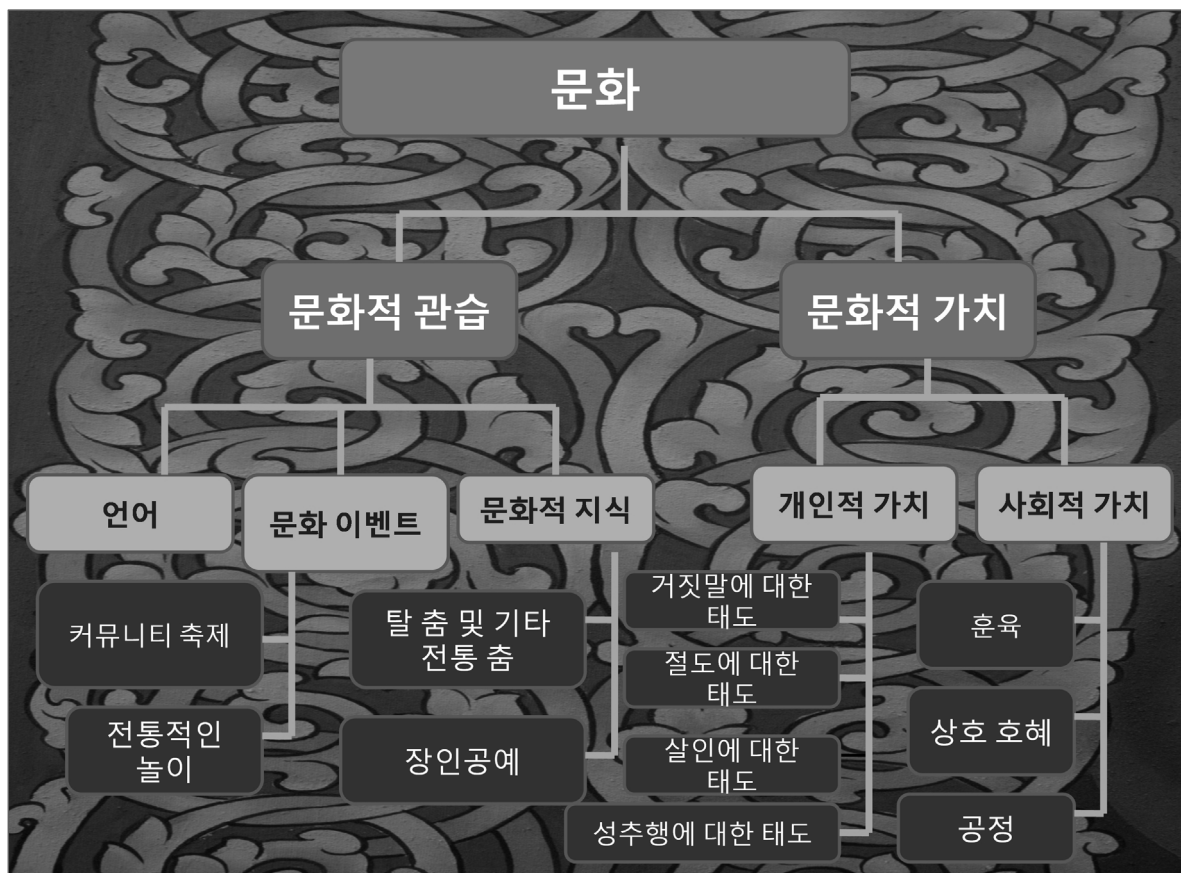 문화
문화적 관습
문화적 가치
언어
문화 이벤트
문화적 지식
개인적 가치
사회적 가치
커뮤니티 축제
전통적인
놀이
탈 춤 및 기타
전통 춤
장인공예
거짓말에 대한
태도
절도에 대한
태도
살인에 대한
태도
성추행에 대한 태도
훈육
상호 호혜
공정